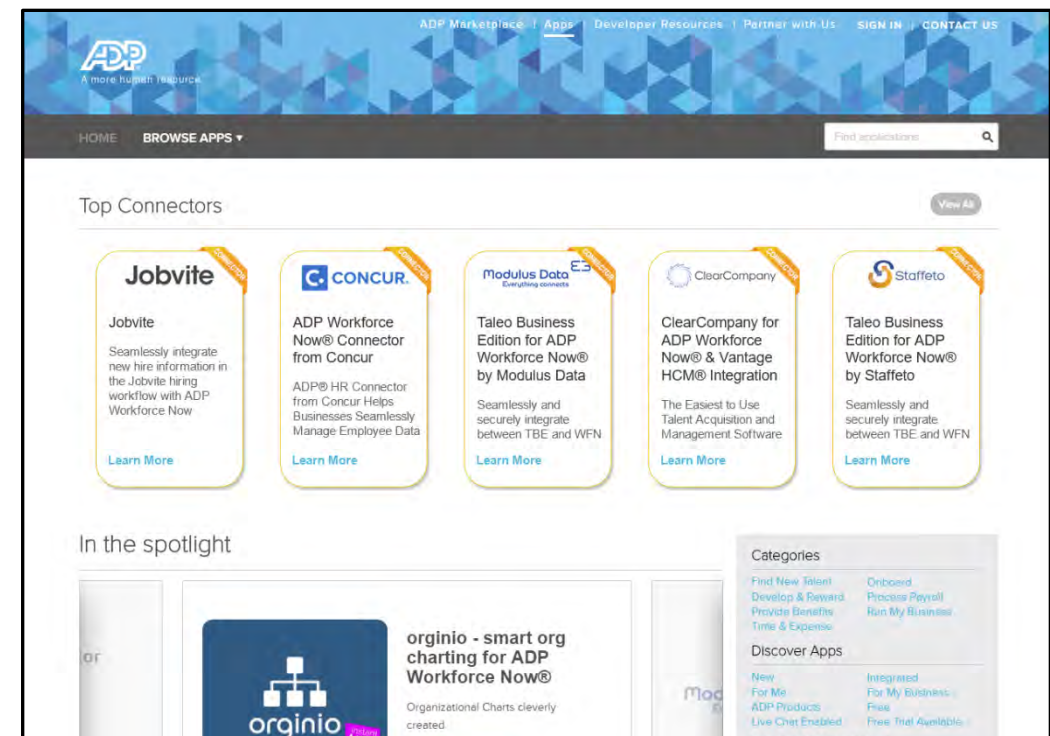 ADP Marketplace | Apps | Developer Resources | Partner with Us SIGN IN | CONTACT US
ADP
A more human resource.
HOME BROWSE APPS ▾
Find applications
Top Connectors
View All
CONNECTOR
Jobvite
Jobvite
Seamlessly integrate
new hire information in
the Jobvite hiring
workflow with ADP
Workforce Now
Learn More
CONNECTOR
C. CONCUR.
ADP Workforce
Now® Connector
from Concur
ADP® HR Connector
from Concur Helps
Businesses Seamlessly
Manage Employee Data
Learn More
CONNECTOR
Modulus Data
Everything connects
Taleo Business
Edition for ADP
Workforce Now®
by Modulus Data
Seamlessly and
securely integrate
between TBE and WFN
Learn More
CONNECTOR
ClearCompany
ClearCompany for
ADP Workforce
Now® & Vantage
HCM® Integration
The Easiest to Use
Talent Acquisition and
Management Software
Learn More
CONNECTOR
Staffeto
Taleo Business
Edition for ADP
Workforce Now®
by Staffeto
Seamlessly and
securely integrate
between TBE and WFN
Learn More
In the spotlight
or
orginio
orginio - smart org
charting for ADP
Workforce Now®
Organizational Charts cleverly
created
Mod
Categories
Find New Talent Onboard
Develop & Reward Process Payroll
Provide Benefits Run My Business
Time & Expense
Discover Apps
New Integrated
For Me For My Business
ADP Products Free
Live Chat Enabled Free Trial Available